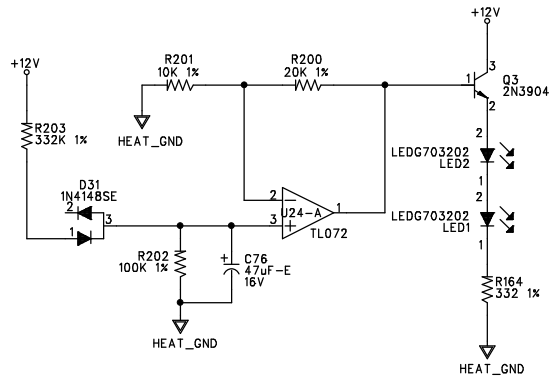 +12V
+12V
R201
10K 1%
R200
20K 1%
3
1
Q3
2N3904
2
HEAT_GND
R203
332K 1%
2
LEDG703202
LED2
1
D31
1N4148SE
2
3
1
2
U24-A
1
3
TL072
2
LEDG703202
LED1
1
R202
100K 1%
+
C76
47uF-E
16V
R164
332 1%
HEAT_GND
HEAT_GND